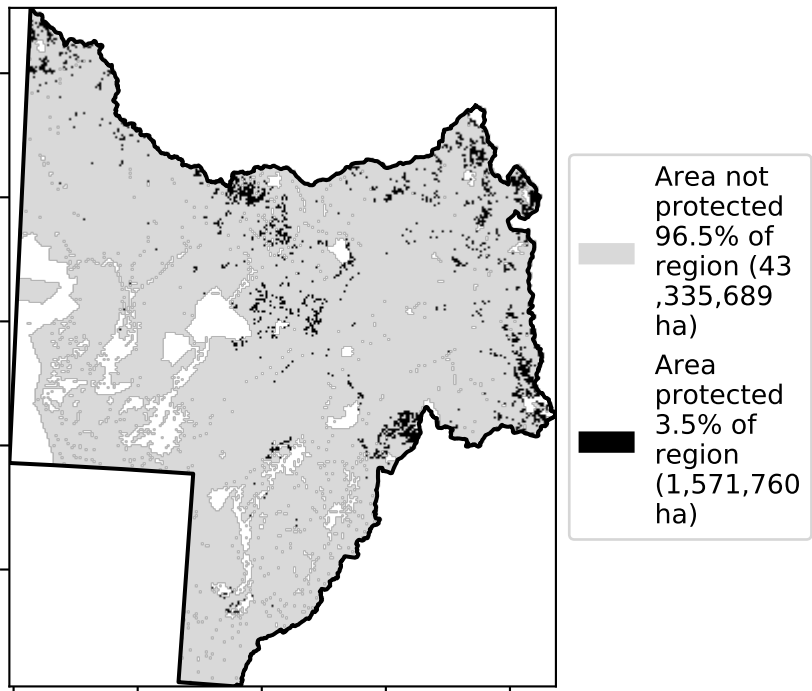 Area not
protected
96.5% of
region (43
,335,689
ha)
Area
protected
3.5% of
region
(1,571,760
ha)